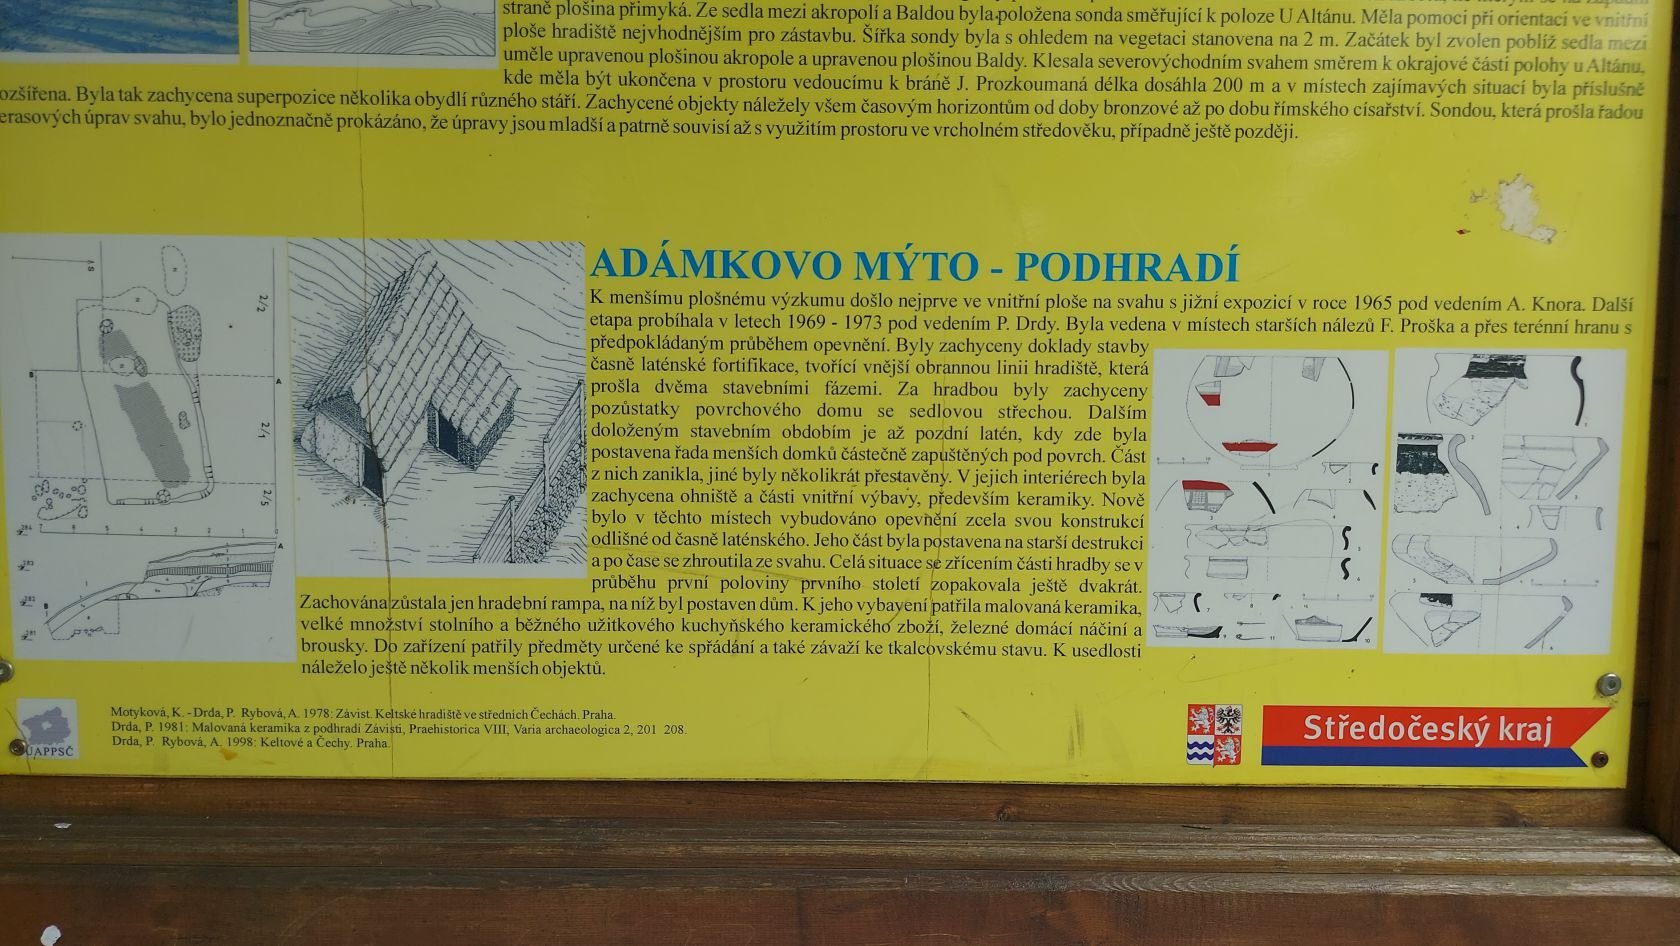 straně plošina přimyká. Ze sedla mezi akropolí a Baldou byla položena sonda směřující k poloze U Altánu. Měla pomoci při orientaci ve vnitřní
ploše hradiště nejvhodnějším pro zástavbu. Šířka sondy byla s ohledem na vegetaci stanovena na 2 m. Začátek byl zvolen poblíž sedla mezi
uměle upravenou plošinou akropole a upravenou plošinou Baldy. Klesala severovýchodním svahem směrem k okrajové části polohy u Altánu,
kde měla být ukončena v prostoru vedoucímu k bráně J. Prozkoumaná délka dosáhla 200 m a v místech zajímavých situací byla příslušně
ozšířena. Byla tak zachycena superpozice několika obydlí různého stáří. Zachycené objekty náležely všem časovým horizontům od doby bronzové až po dobu římského císařství. Sondou, která prošla řadou
erasových úprav svahu, bylo jednoznačně prokázáno, že úpravy jsou mladší a patrně souvisí až s využitím prostoru ve vrcholném středověku, případně ještě později.
ADÁMKOVO MÝTO - PODHRADÍ
K menšímu plošnému výzkumu došlo nejprve ve vnitřní ploše na svahu s jižní expozicí v roce 1965 pod vedením A. Knora. Další
etapa probíhala v letech 1969 - 1973 pod vedením P. Drdy. Byla vedena v místech starších nálezů F. Proška a přes terénní hranu s
předpokládaným průběhem opevnění. Byly zachyceny doklady stavby
časně laténské fortifikace, tvořící vnější obrannou linii hradiště, která
prošla dvěma stavebními fázemi. Za hradbou byly zachyceny
pozůstatky povrchového domu se sedlovou střechou. Dalším
doloženým stavebním obdobím je až pozdní latén, kdy zde byla
postavena řada menších domků částečně zapuštěných pod povrch. Část
z nich zanikla, jiné byly několikrát přestavěny. V jejich interiérech byla
zachycena ohniště a části vnitřní výbavy, především keramiky. Nově
bylo v těchto místech vybudováno opevnění zcela svou konstrukcí
odlišné od časně laténského. Jeho část byla postavena na starší destrukci
a po čase se zhroutila ze svahu. Celá situace se zřícením části hradby se v
průběhu první poloviny prvního století zopakovala ještě dvakrát.
Zachována zůstala jen hradební rampa, na níž byl postaven dům. K jeho vybavení patřila malovaná keramika,
velké množství stolního a běžného užitkového kuchyňského keramického zboží, železné domácí náčiní a
brousky. Do zařízení patřily předměty určené ke spřádání a také závaží ke tkalcovskému stavu. K usedlosti
náleželo ještě několik menších objektů.
Motyková, K. - Drda, P. Rybová, A. 1978: Závist. Keltské hradiště ve středních Čechách. Praha.
Drda, P. 1981: Malovaná keramika z podhradí Závisti, Praehistorica VIII, Varia archaeologica 2, 201 208.
Drda, P. Rybová, A. 1998: Keltové a Čechy. Praha.
ÚAPPSČ
Středočeský kraj